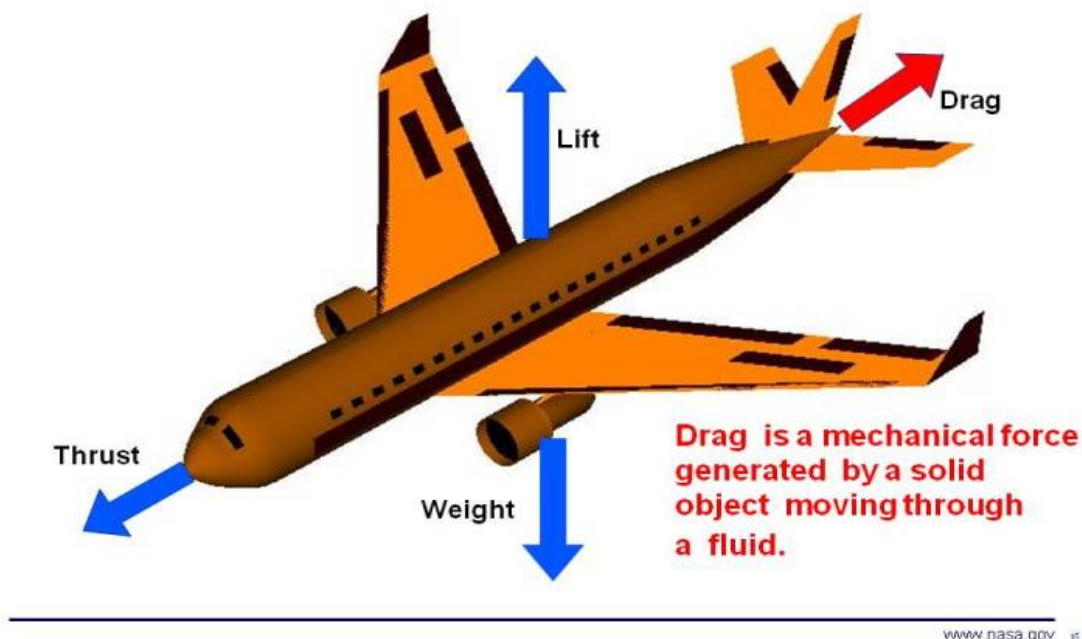 Lift
Drag
Thrust
Weight
Drag is a mechanical force
generated by a solid
object moving through
a fluid.
www.nasa.gov